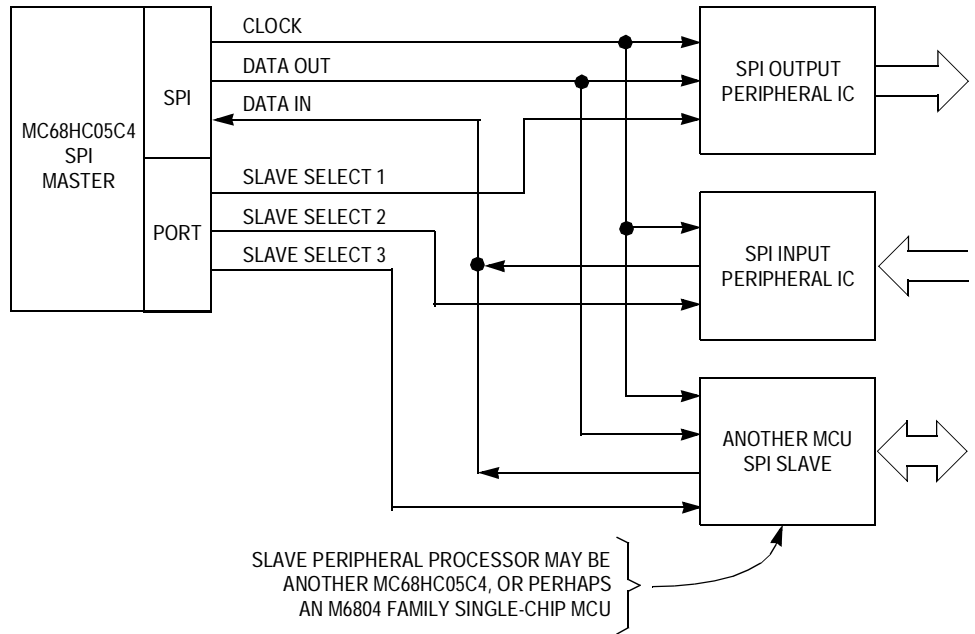 MC68HC05C4
SPI
MASTER
SPI
PORT
CLOCK
DATA OUT
DATA IN
SLAVE SELECT 1
SLAVE SELECT 2
SLAVE SELECT 3
SPI OUTPUT
PERIPHERAL IC
SPI INPUT
PERIPHERAL IC
ANOTHER MCU
SPI SLAVE
SLAVE PERIPHERAL PROCESSOR MAY BE
ANOTHER MC68HC05C4, OR PERHAPS
AN M6804 FAMILY SINGLE-CHIP MCU